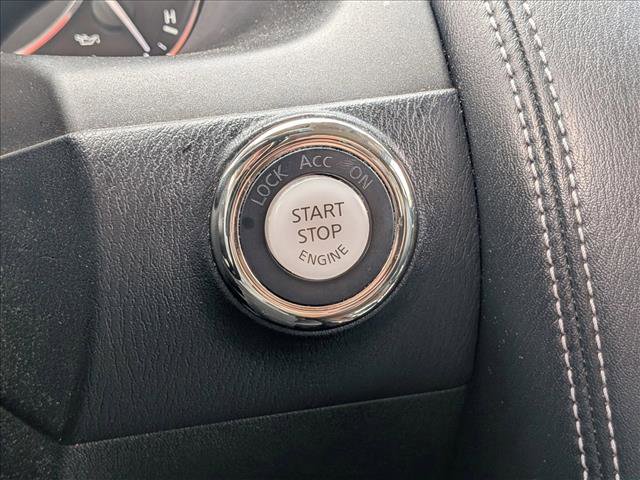 H
LOCK Acc ON
START
STOP
ENGINE